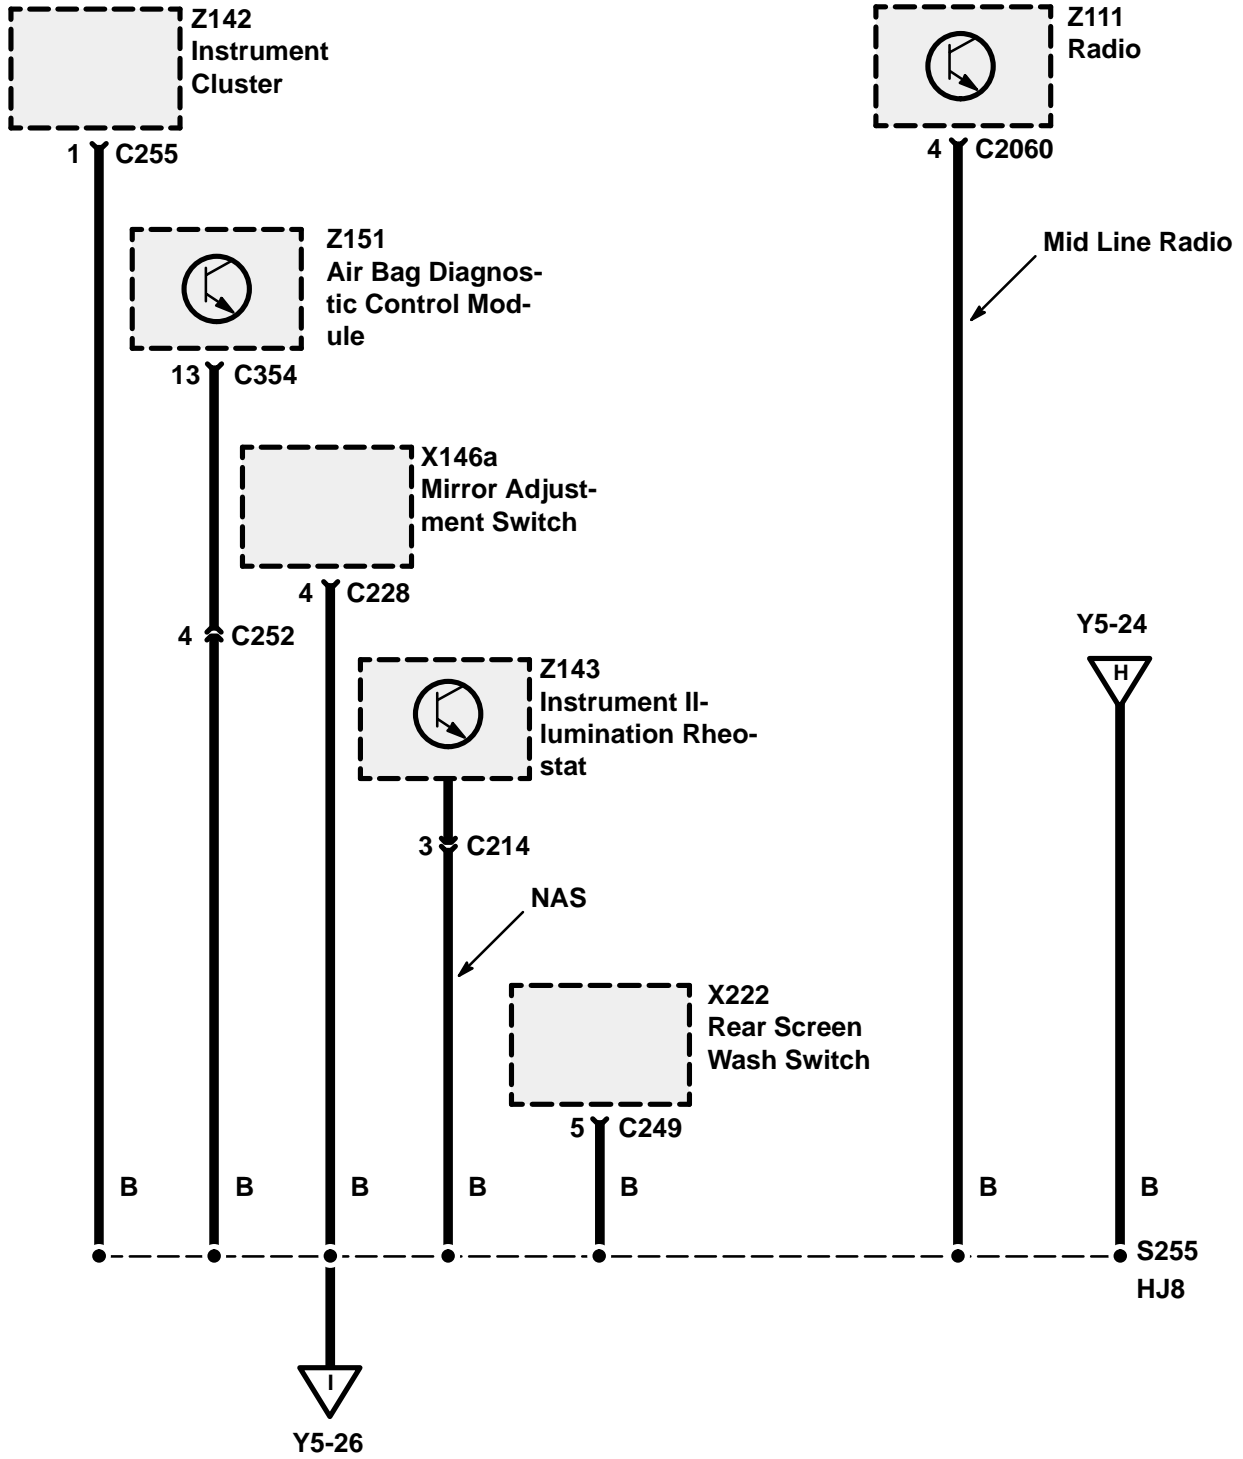 Z142
Instrument
Cluster
1 C255
Z111
Radio
4 C2060
Mid Line Radio
Z151
Air Bag Diagnos-
tic Control Mod-
ule
13 C354
X146a
Mirror Adjust-
ment Switch
4 C228
4 C252
Y5-24
H
Z143
Instrument Il-
lumination Rheo-
stat
3 C214
NAS
X222
Rear Screen
Wash Switch
5 C249
B B B B B B B
S255
HJ8
I
Y5-26